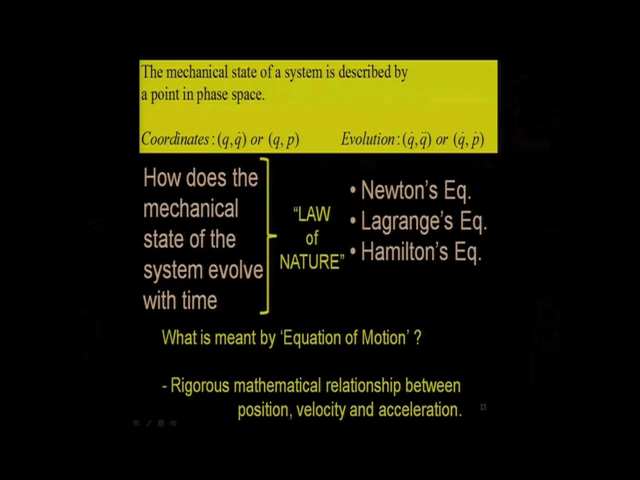 The mechanical state of a system is described by
a point in phase space.
Coordinates : (q, q̇) or (q, p) Evolution : (q̇, q̈) or (q̇, ṗ)
How does the
mechanical
state of the
system evolve
with time
“LAW
of
NATURE”
• Newton’s Eq.
• Lagrange’s Eq.
• Hamilton’s Eq.
What is meant by ‘Equation of Motion’ ?
- Rigorous mathematical relationship between
position, velocity and acceleration.
15